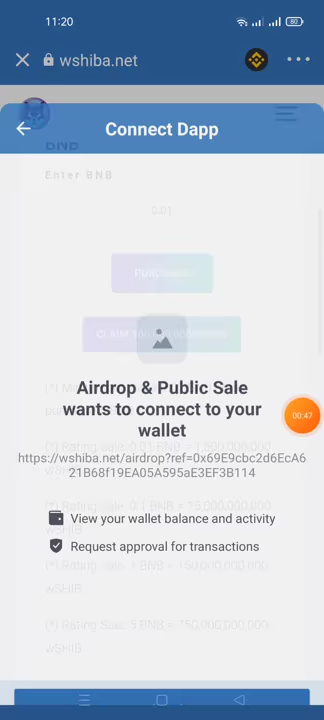 11:20
80
wshiba.net
Connect Dapp
BNB
Enter BNB
0.01
Purchase
CLAIM
Airdrop & Public Sale
wants to connect to your
wallet
00:47
https://wshiba.net/airdrop?ref=0x69E9cbc2d6EcA6
21B68f19EA05A595aE3EF3B114
View your wallet balance and activity
Request approval for transactions
(*) Rating Sale: 1 BNB = 150,000,000,000
WSHIB
(*) Rating Sale: 5 BNB = 750,000,000,000
WSHIB